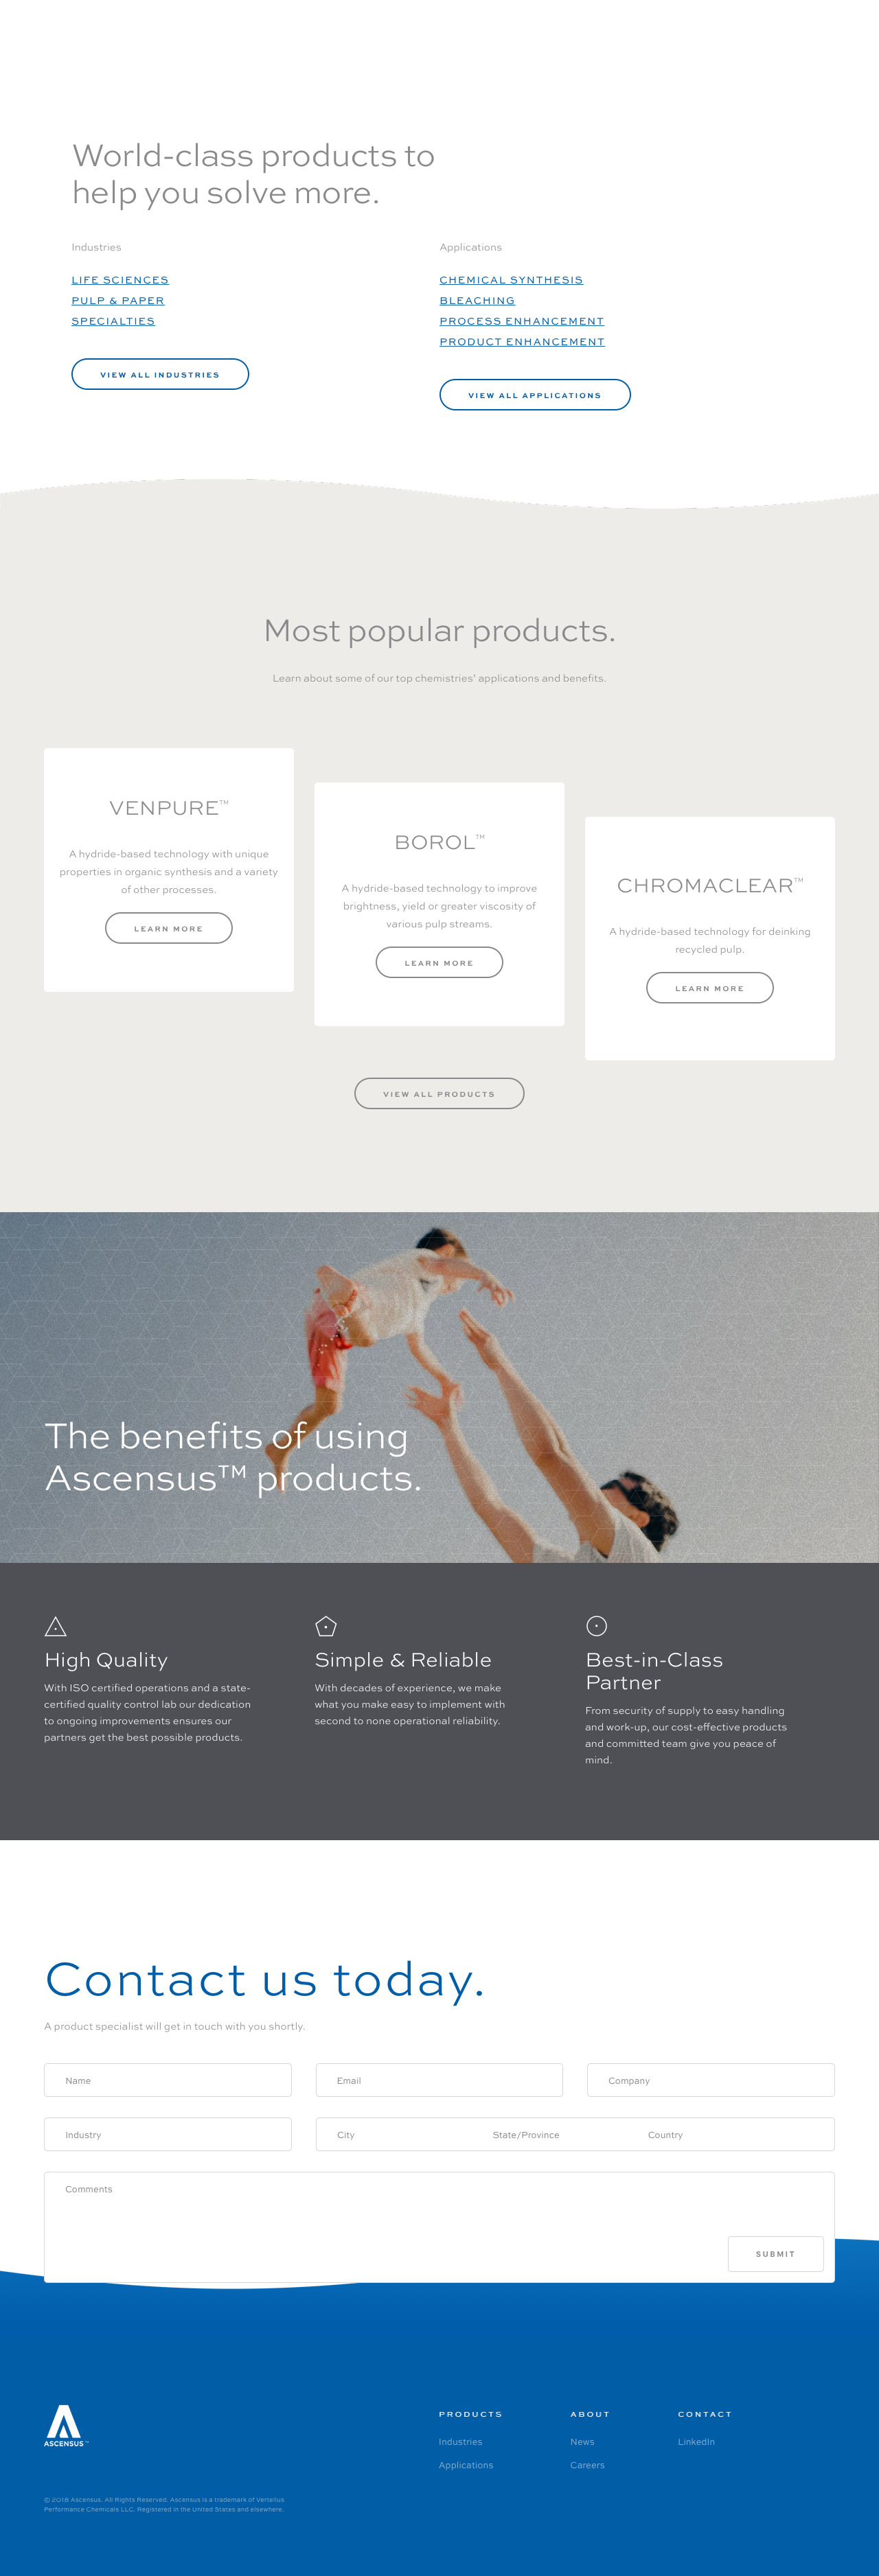 World-class products to
help you solve more.
Industries
LIFE SCIENCES
PULP & PAPER
SPECIALTIES
VIEW ALL INDUSTRIES
Applications
CHEMICAL SYNTHESIS
BLEACHING
PROCESS ENHANCEMENT
PRODUCT ENHANCEMENT
VIEW ALL APPLICATIONS
Most popular products.
Learn about some of our top chemistries' applications and benefits.
VENPURE™
A hydride-based technology with unique
properties in organic synthesis and a variety
of other processes.
LEARN MORE
BOROL™
A hydride-based technology to improve
brightness, yield or greater viscosity of
various pulp streams.
LEARN MORE
CHROMACLEAR™
A hydride-based technology for deinking
recycled pulp.
LEARN MORE
VIEW ALL PRODUCTS
The benefits of using
Ascensus™ products.
High Quality
With ISO certified operations and a state-
certified quality control lab our dedication
to ongoing improvements ensures our
partners get the best possible products.
Simple & Reliable
With decades of experience, we make
what you make easy to implement with
second to none operational reliability.
Best-in-Class
Partner
From security of supply to easy handling
and work-up, our cost-effective products
and committed team give you peace of
mind.
Contact us today.
A product specialist will get in touch with you shortly.
Name
Email
Company
Industry
City
State/Province
Country
Comments
SUBMIT
ASCENSUS™
PRODUCTS
Industries
Applications
ABOUT
News
Careers
CONTACT
LinkedIn
© 2018 Ascensus. All Rights Reserved. Ascensus is a trademark of Vertellus
Performance Chemicals LLC. Registered in the United States and elsewhere.